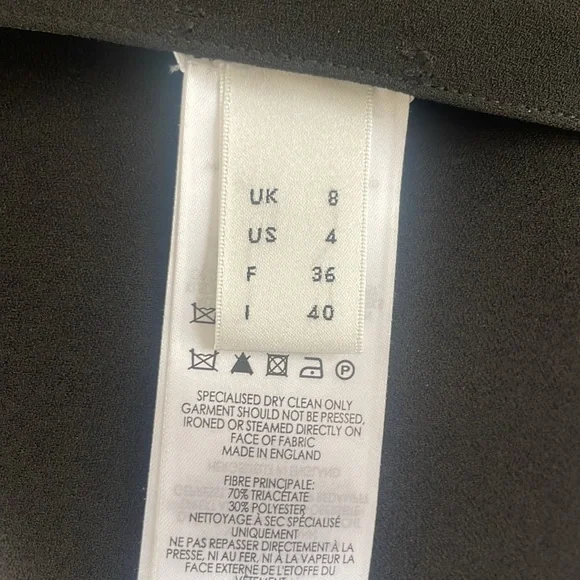 UK 8
US 4
F 36
I 40
P
SPECIALISED DRY CLEAN ONLY
GARMENT SHOULD NOT BE PRESSED,
IRONED OR STEAMED DIRECTLY ON
FACE OF FABRIC
MADE IN ENGLAND
FIBRE PRINCIPALE:
70% TRIACÉTATE
30% POLYESTER
NETTOYAGE À SEC SPÉCIALISÉ
UNIQUEMENT
NE PAS REPASSER DIRECTEMENT À LA
PRESSE, NI AU FER, NI À LA VAPEUR LA
FACE EXTERNE DE L'ETOFFE DU
VÊTEMENT